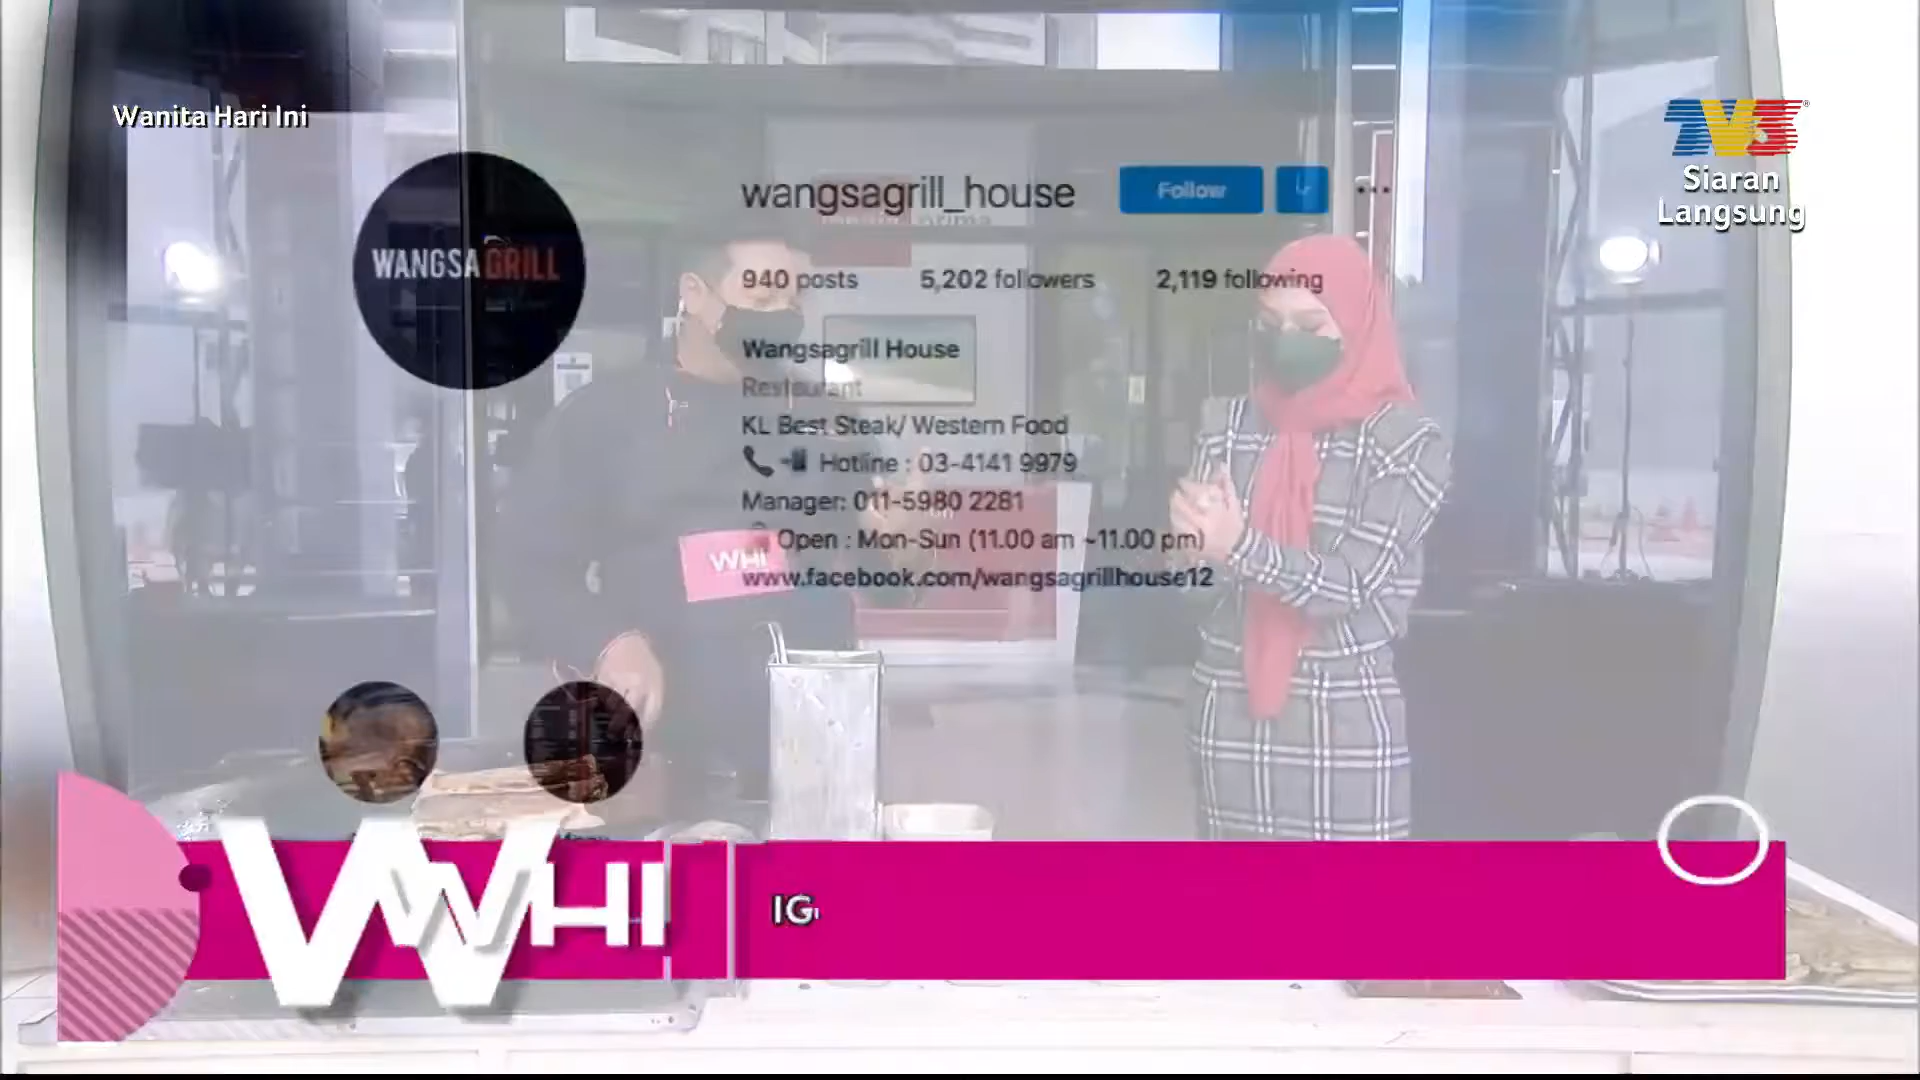 Wanita Hari Ini
TV3
Siaran
Langsung
wangsagrill_house
Follow
WANGSAGRILL
940 posts 5,202 followers 2,119 following
Wangsagrill House
Restaurant
KL Best Steak/ Western Food
Hotline : 03-4141 9979
Manager: 011-5980 2281
Open : Mon-Sun (11.00 am ~11.00 pm)
WHI
www.facebook.com/wangsagrillhouse12
WHI
IG